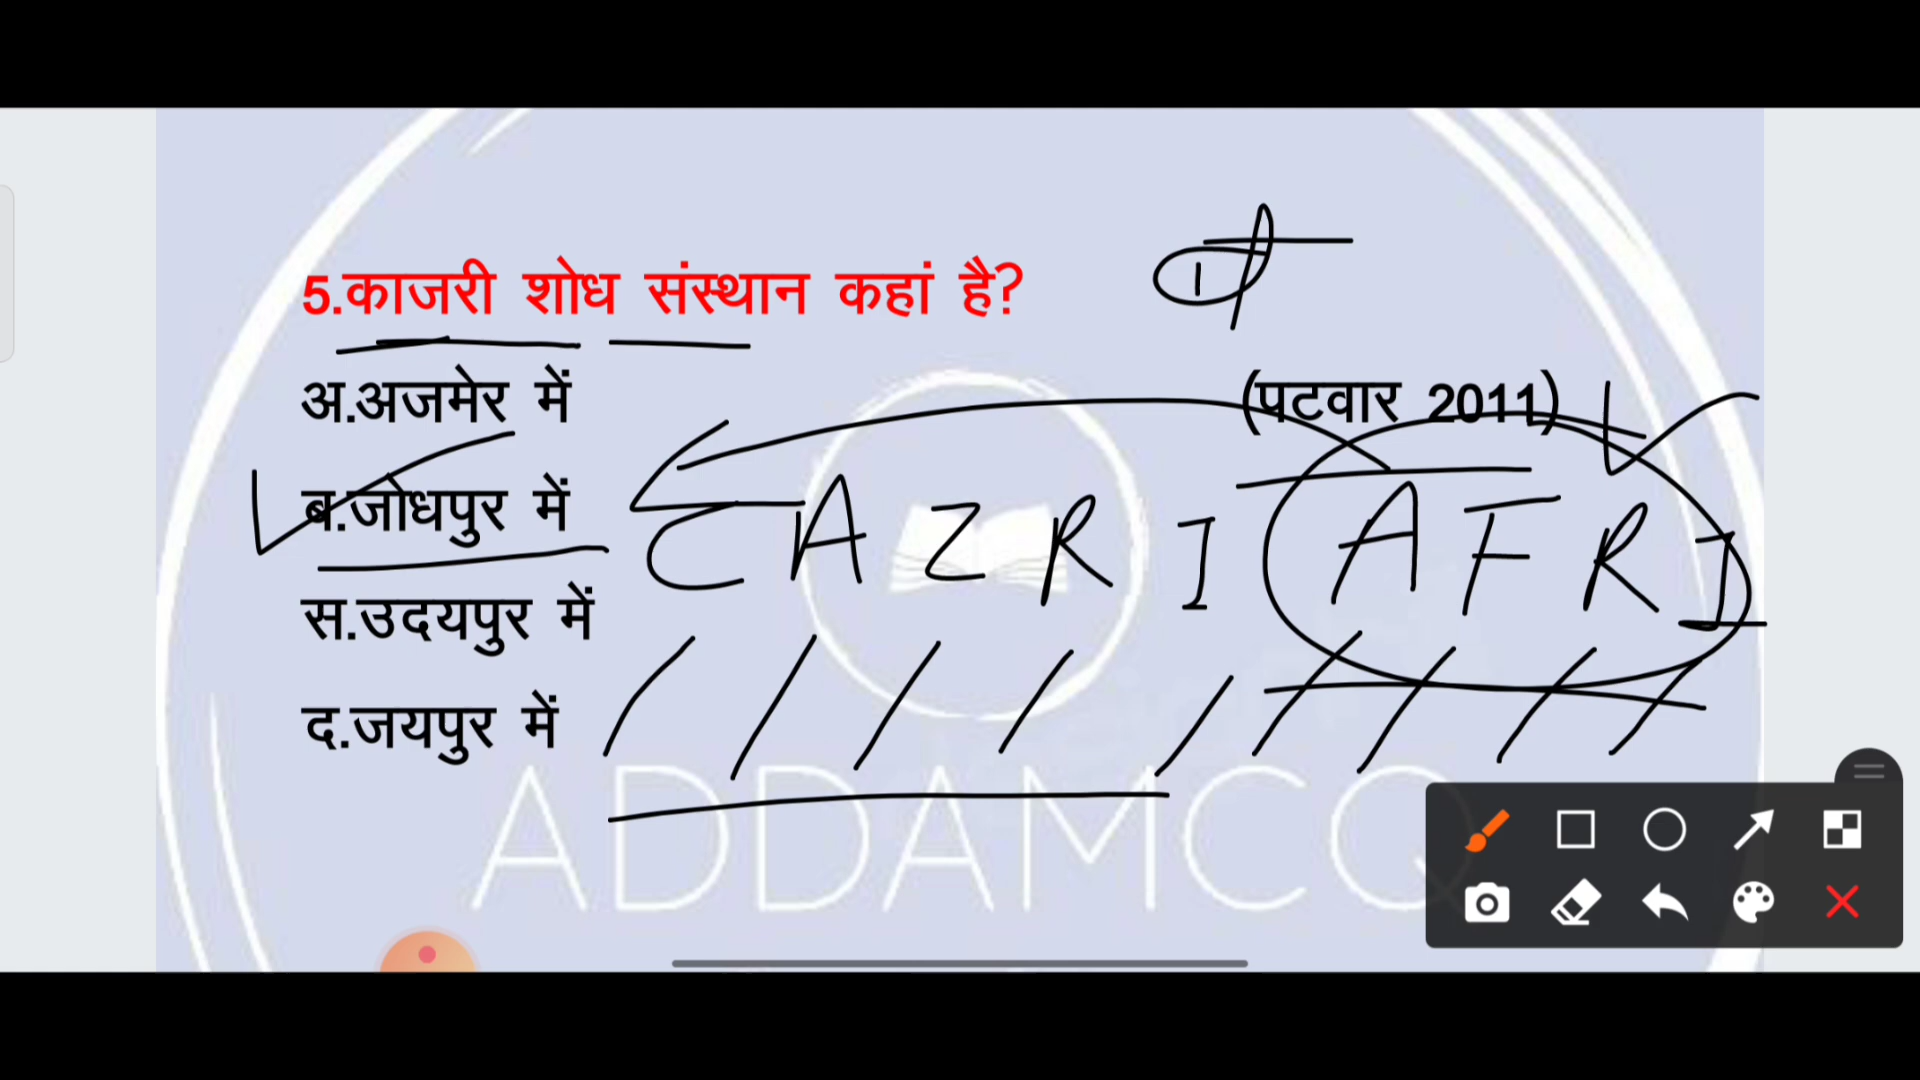 5.काजरी शोध संस्थान कहां है?
अ.अजमेर में (पटवार 2011)
ब.जोधपुर में CAZRI AFRI
स.उदयपुर में
द.जयपुर में
ADDAMCQ